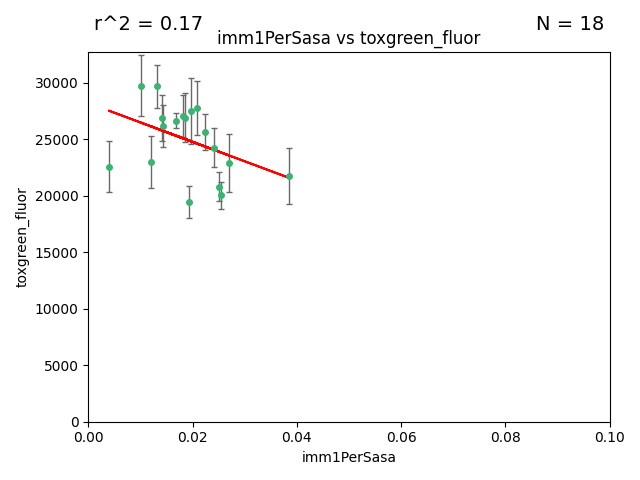 r^2 = 0.17
N = 18
imm1PerSasa vs toxgreen_fluor
30000
25000
20000
15000
10000
5000
0
toxgreen_fluor
0.00
0.02
0.04
0.06
0.08
0.10
imm1PerSasa